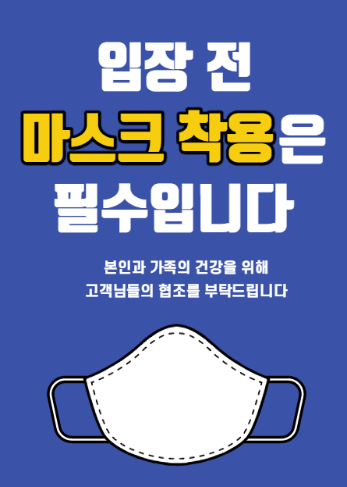 입장 전
마스크 착용은
필수입니다
본인과 가족의 건강을 위해
고객님들의 협조를 부탁드립니다